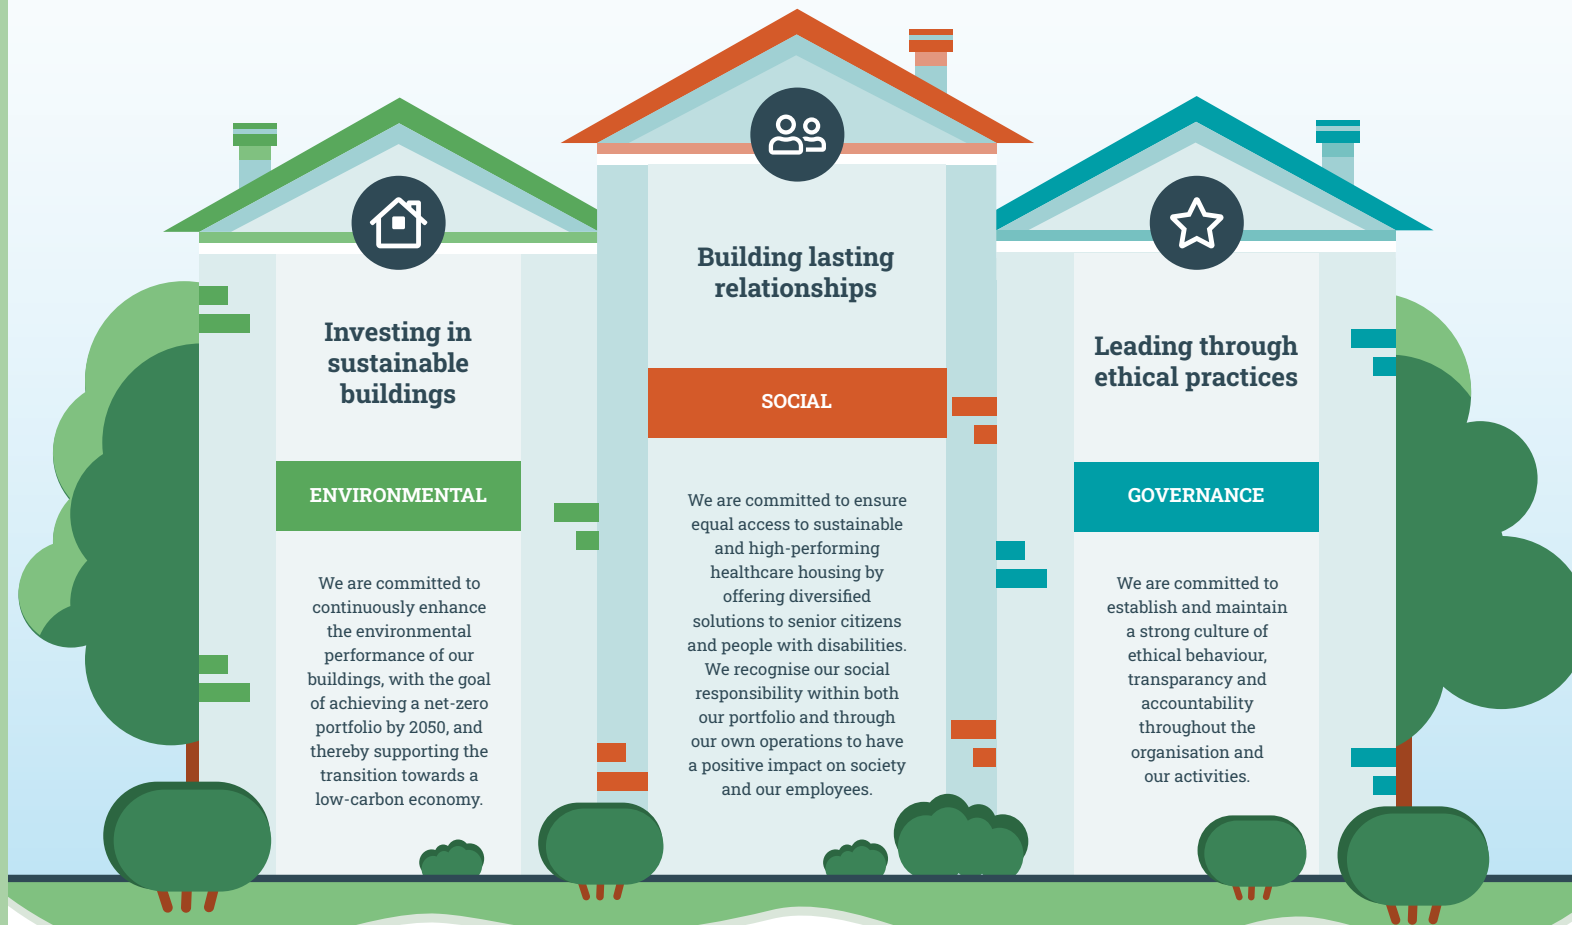 Investing in
sustainable
buildings
ENVIRONMENTAL
We are committed to
continuously enhance
the environmental
performance of our
buildings, with the goal
of achieving a net-zero
portfolio by 2050, and
thereby supporting the
transition towards a
low-carbon economy.
Building lasting
relationships
SOCIAL
We are committed to ensure
equal access to sustainable
and high-performing
healthcare housing by
offering diversified
solutions to senior citizens
and people with disabilities.
We recognise our social
responsibility within both
our portfolio and through
our own operations to have
a positive impact on society
and our employees.
Leading through
ethical practices
GOVERNANCE
We are committed to
establish and maintain
a strong culture of
ethical behaviour,
transparancy and
accountability
throughout the
organisation and
our activities.